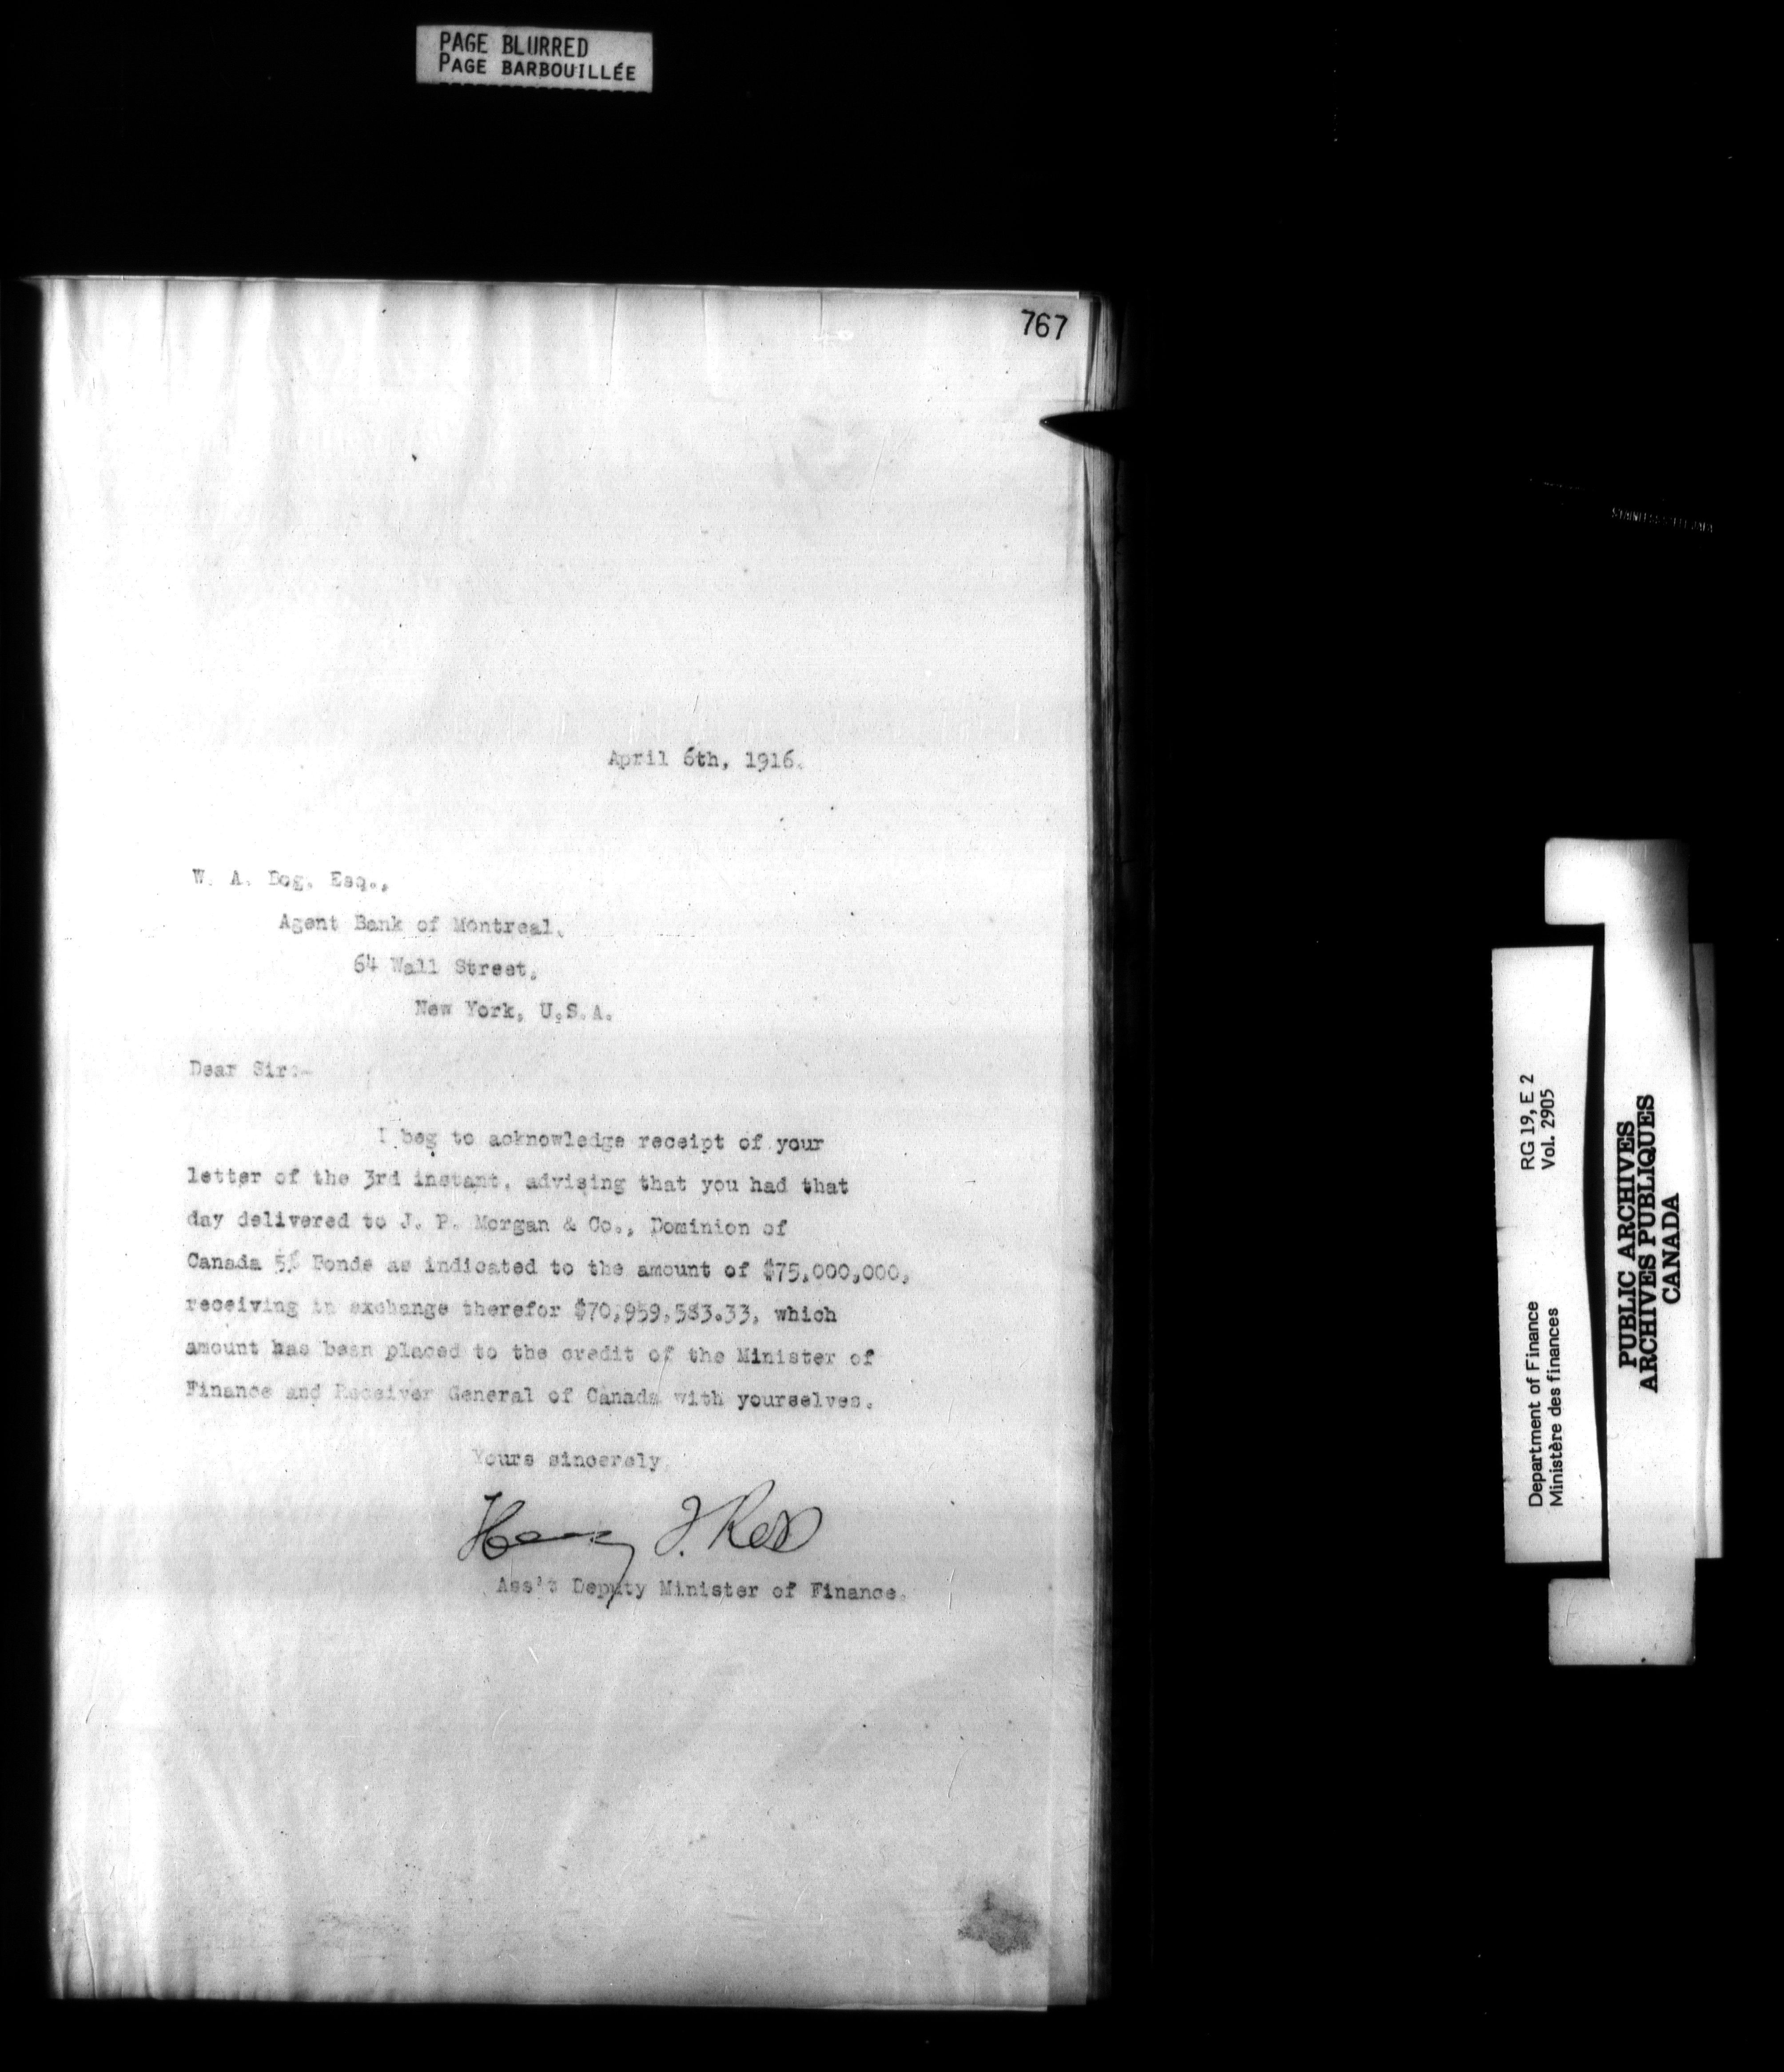 PAGE BLURRED
PAGE BARBOUILLÉE
767
April 6th, 1916.
W. A. Bog, Esq.,
Agent Bank of Montreal,
64 Wall Street,
New York, U.S.A.
Dear Sir:-
I beg to acknowledge receipt of your
letter of the 3rd instant, advising that you had that
day delivered to J. P. Morgan & Co., Dominion of
Canada 5% Bonds as indicated to the amount of $75,000,000,
receiving in exchange therefor $70,959,583.33, which
amount has been placed to the credit of the Minister of
Finance and Receiver General of Canada with yourselves.
Yours sincerely,
Henry T. Ross
Ass't Deputy Minister of Finance.
Department of Finance RG 19, E 2
Ministère des finances Vol. 2905
PUBLIC ARCHIVES
ARCHIVES PUBLIQUES
CANADA